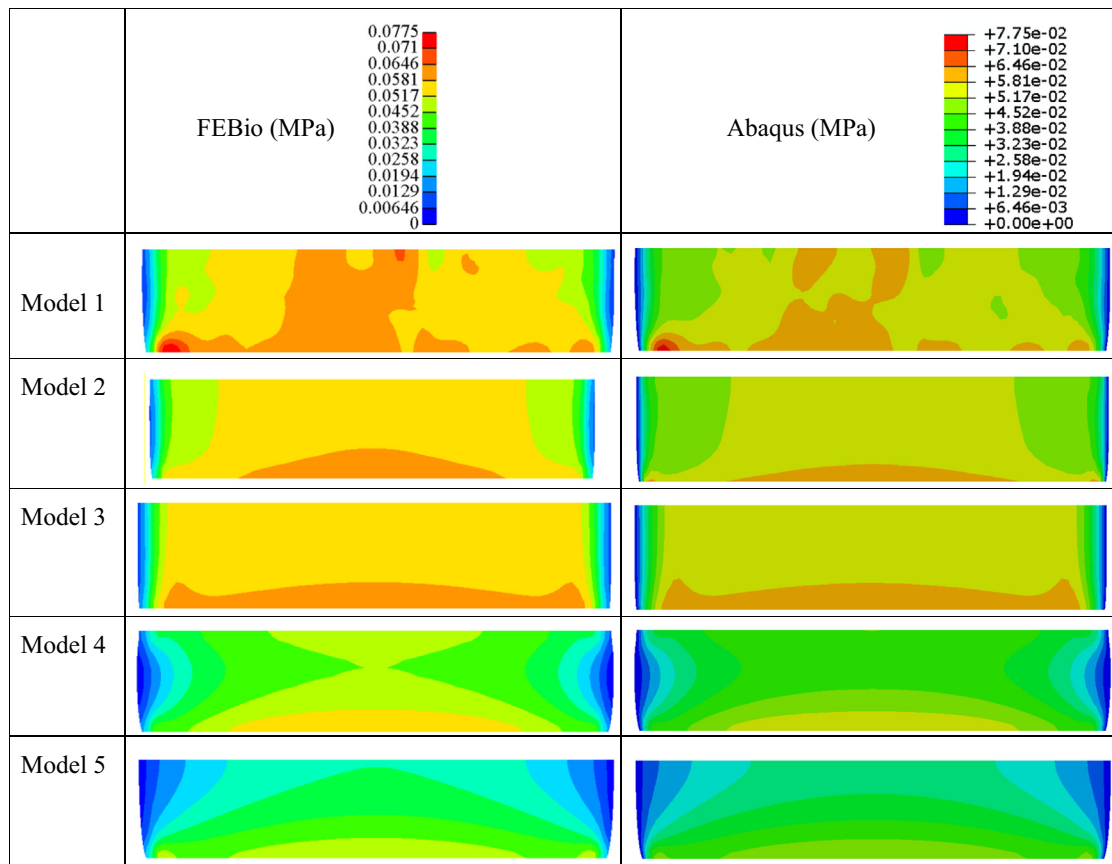 0.0775
0.071
0.0646
0.0581
0.0517
0.0452
0.0388
0.0323
0.0258
0.0194
0.0129
0.00646
0
FEBio (MPa)
+7.75e-02
+7.10e-02
+6.46e-02
+5.81e-02
+5.17e-02
+4.52e-02
+3.88e-02
+3.23e-02
+2.58e-02
+1.94e-02
+1.29e-02
+6.46e-03
+0.00e+00
Abaqus (MPa)
Model 1
Model 2
Model 3
Model 4
Model 5